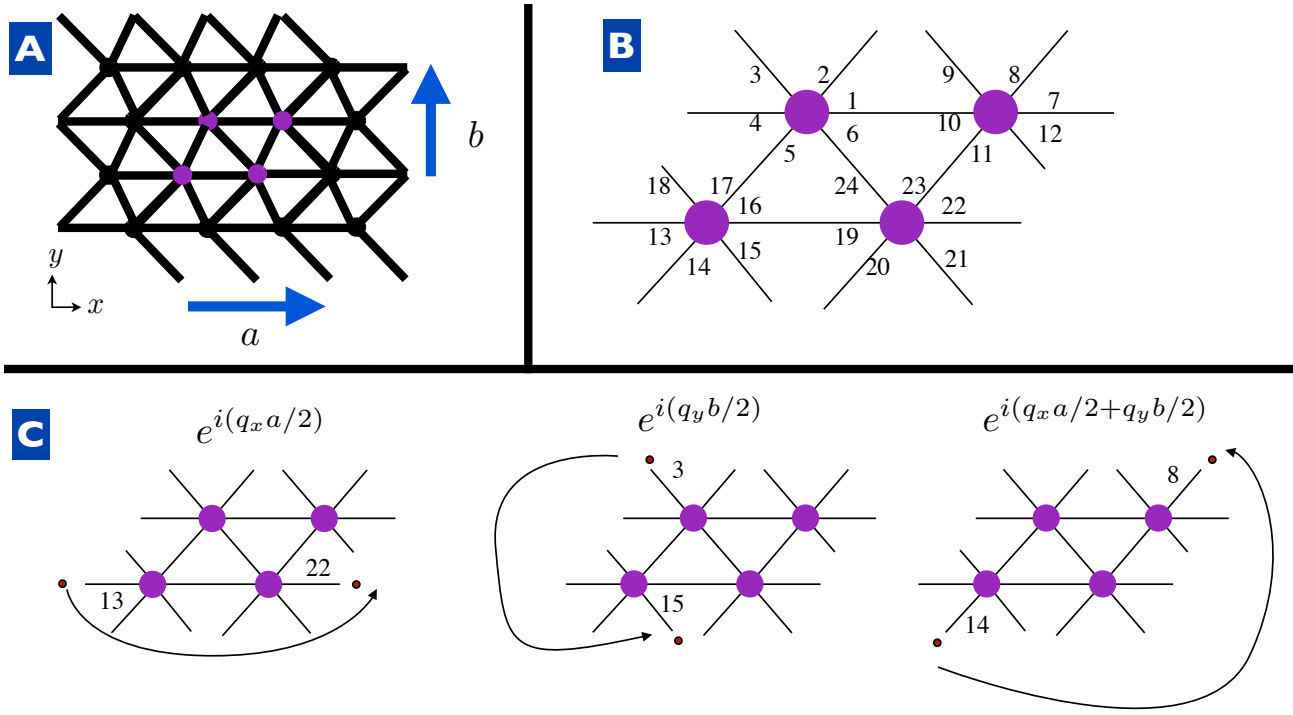 A
b
y
x
a
B
3 2 9 8
1 7
4 6 10 12
5 11
18 17 24 23
16 22
13 19
15 21
14 20
C
e^{i(q_x a/2)}
e^{i(q_y b/2)}
e^{i(q_x a/2+q_y b/2)}
3 8
22
13 15
14